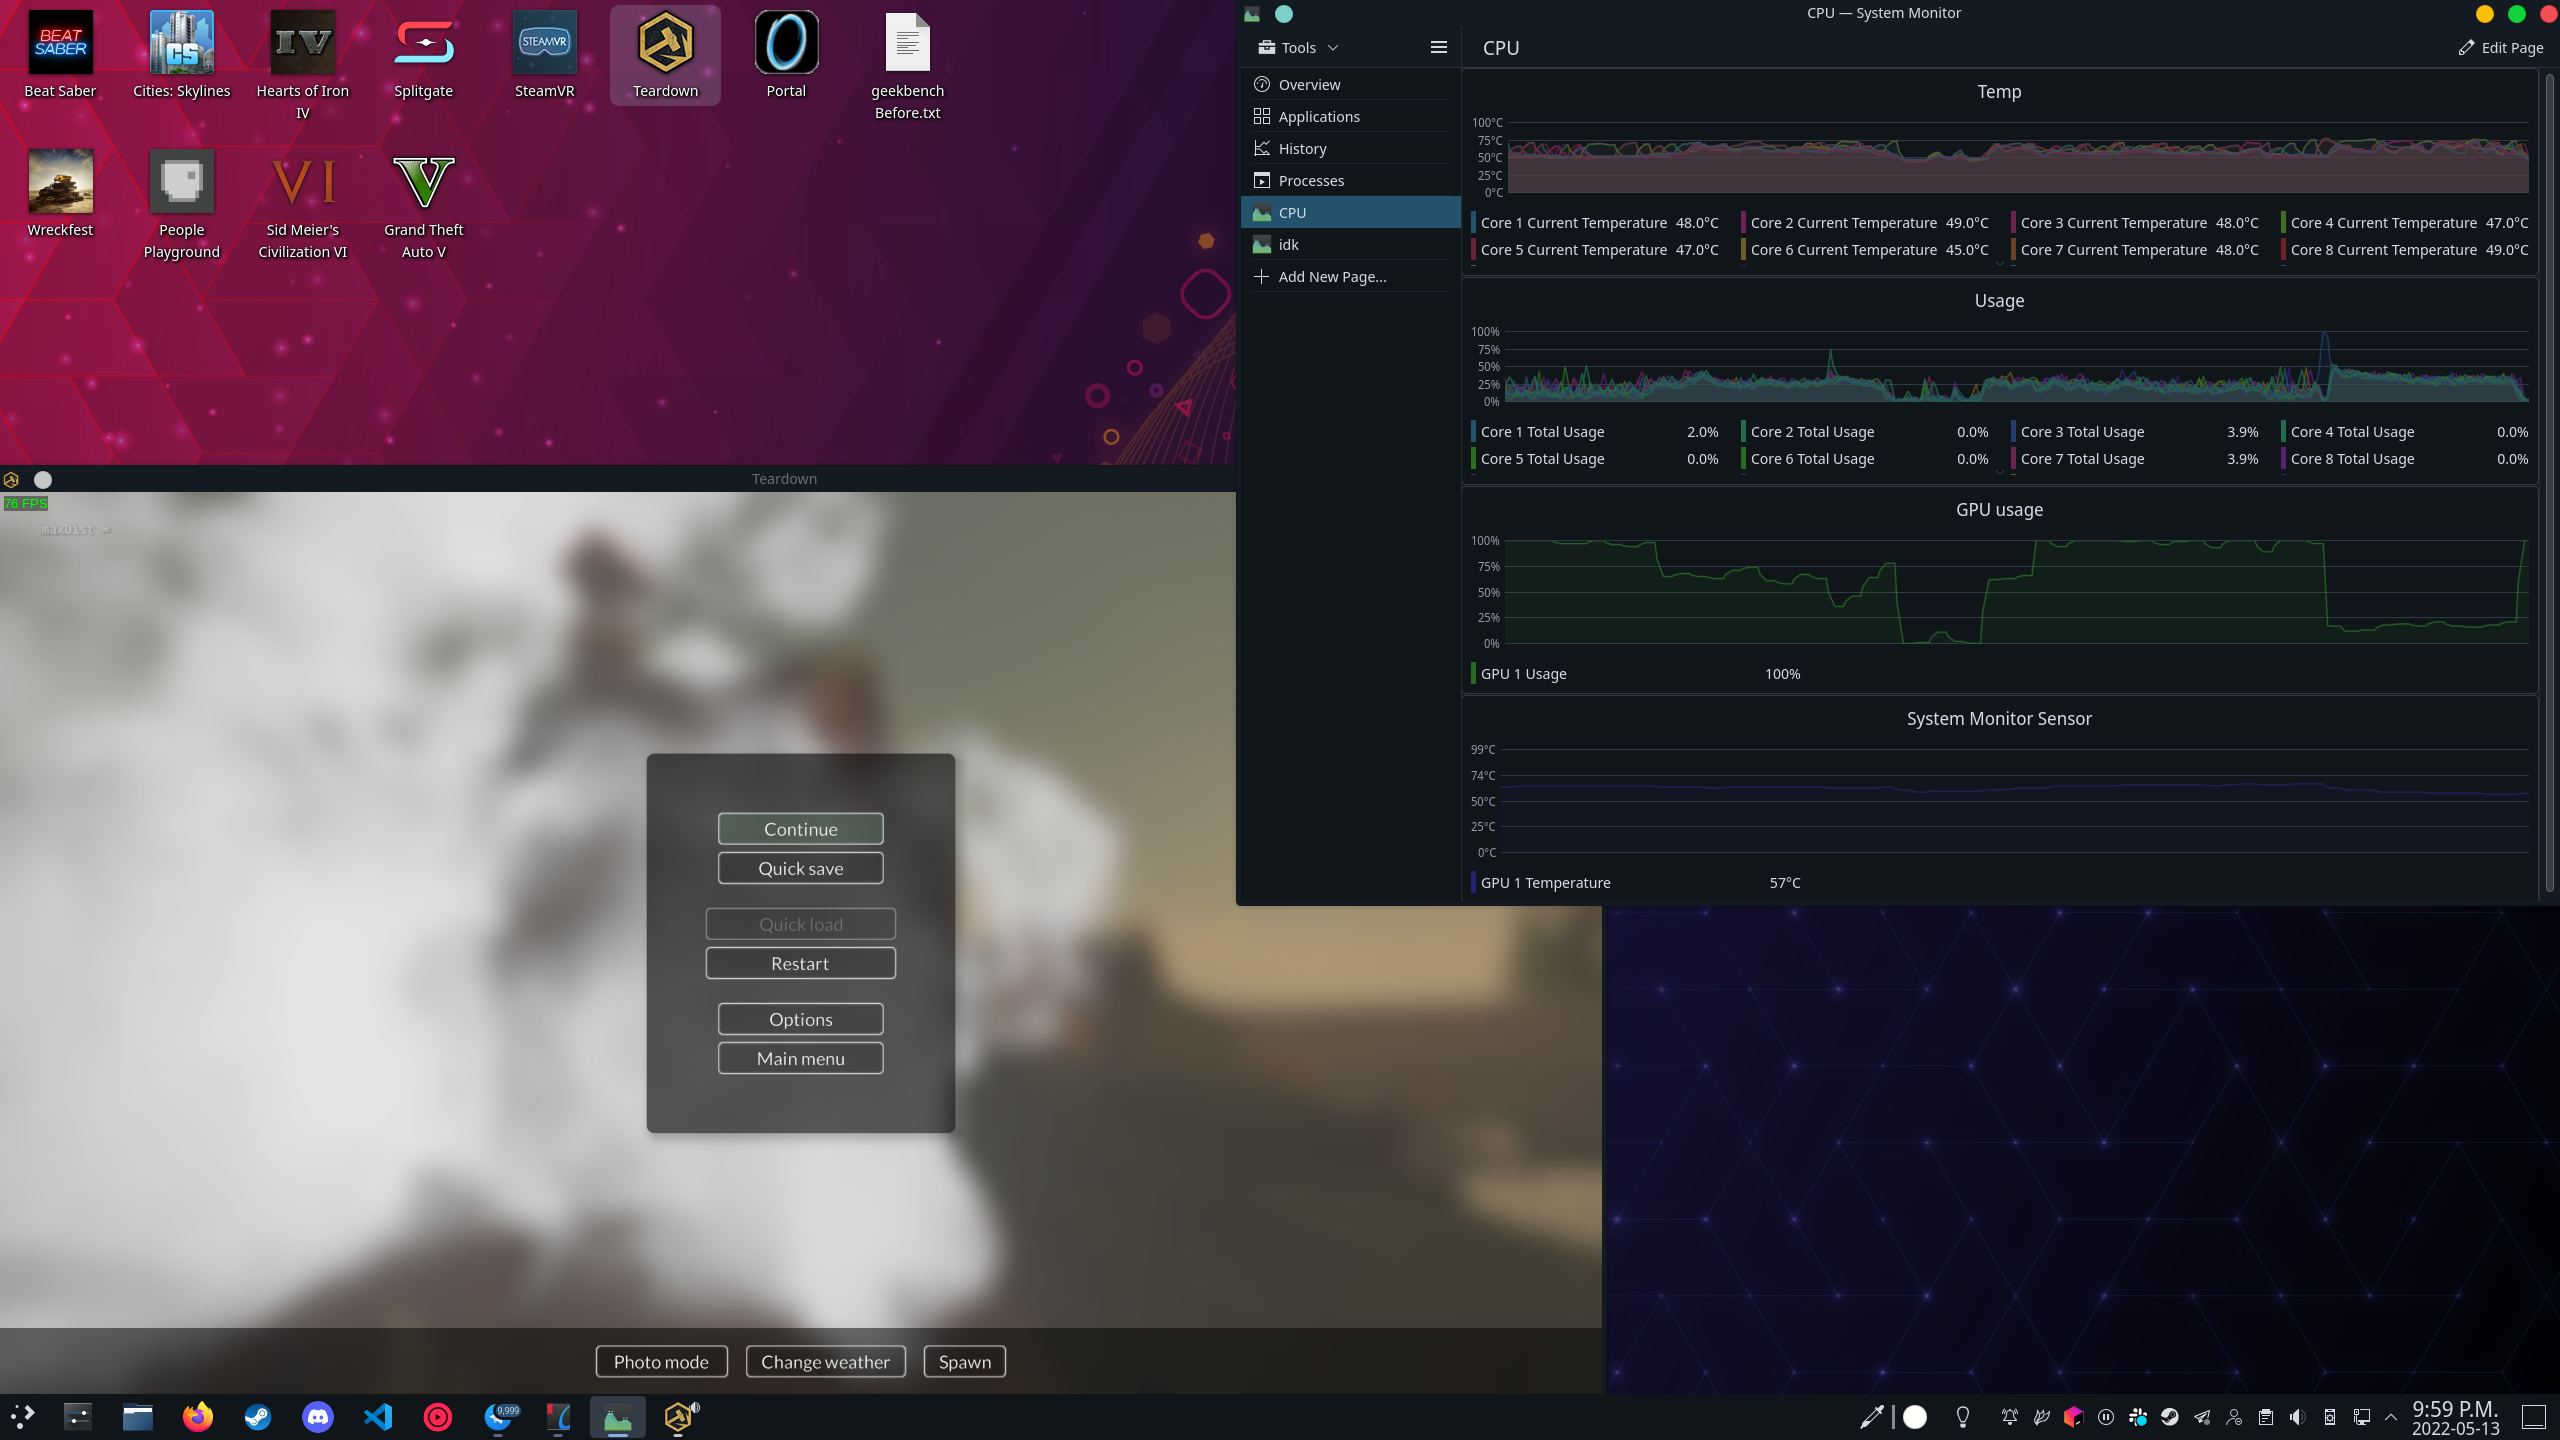 BEAT
SABER
CS
IV
STEAMVR
Beat Saber
Cities: Skylines
Hearts of Iron
IV
Splitgate
SteamVR
Teardown
Portal
geekbench
Before.txt
VI
V
Wreckfest
People
Playground
Sid Meier's
Civilization VI
Grand Theft
Auto V
CPU — System Monitor
Tools
CPU
Edit Page
Overview
Applications
History
Processes
CPU
idk
Add New Page...
Temp
100°C
75°C
50°C
25°C
0°C
Core 1 Current Temperature 48.0°C
Core 2 Current Temperature 49.0°C
Core 3 Current Temperature 48.0°C
Core 4 Current Temperature 47.0°C
Core 5 Current Temperature 47.0°C
Core 6 Current Temperature 45.0°C
Core 7 Current Temperature 48.0°C
Core 8 Current Temperature 49.0°C
Usage
100%
75%
50%
25%
0%
Core 1 Total Usage 2.0%
Core 2 Total Usage 0.0%
Core 3 Total Usage 3.9%
Core 4 Total Usage 0.0%
Core 5 Total Usage 0.0%
Core 6 Total Usage 0.0%
Core 7 Total Usage 3.9%
Core 8 Total Usage 0.0%
GPU usage
100%
75%
50%
25%
0%
GPU 1 Usage 100%
System Monitor Sensor
99°C
74°C
50°C
25°C
0°C
GPU 1 Temperature 57°C
Teardown
76 FPS
maxDist =
Continue
Quick save
Quick load
Restart
Options
Main menu
Photo mode
Change weather
Spawn
9,999
9:59 P.M.
2022-05-13